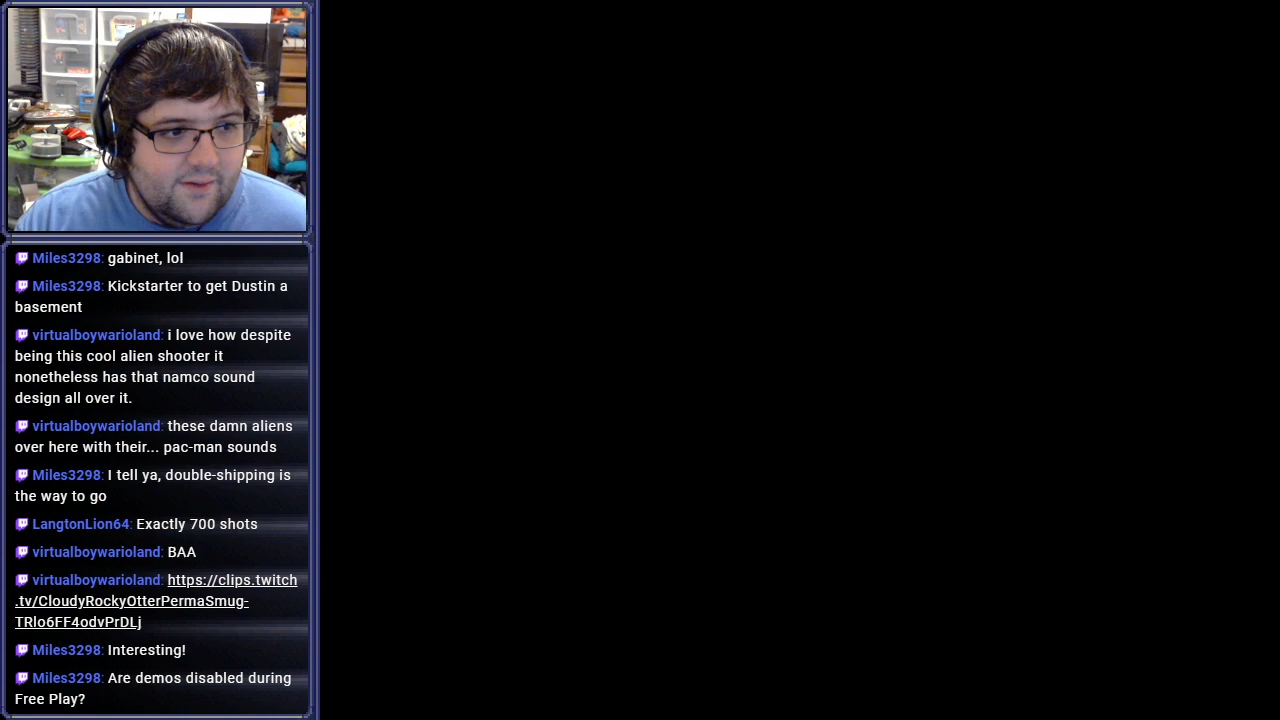 Miles3298: gabinet, lol
Miles3298: Kickstarter to get Dustin a
basement
virtualboywarioland: i love how despite
being this cool alien shooter it
nonetheless has that namco sound
design all over it.
virtualboywarioland: these damn aliens
over here with their... pac-man sounds
Miles3298: I tell ya, double-shipping is
the way to go
LangtonLion64: Exactly 700 shots
virtualboywarioland: BAA
virtualboywarioland: https://clips.twitch
.tv/CloudyRockyOtterPermaSmug-
TRlo6FF4odvPrDLj
Miles3298: Interesting!
Miles3298: Are demos disabled during
Free Play?